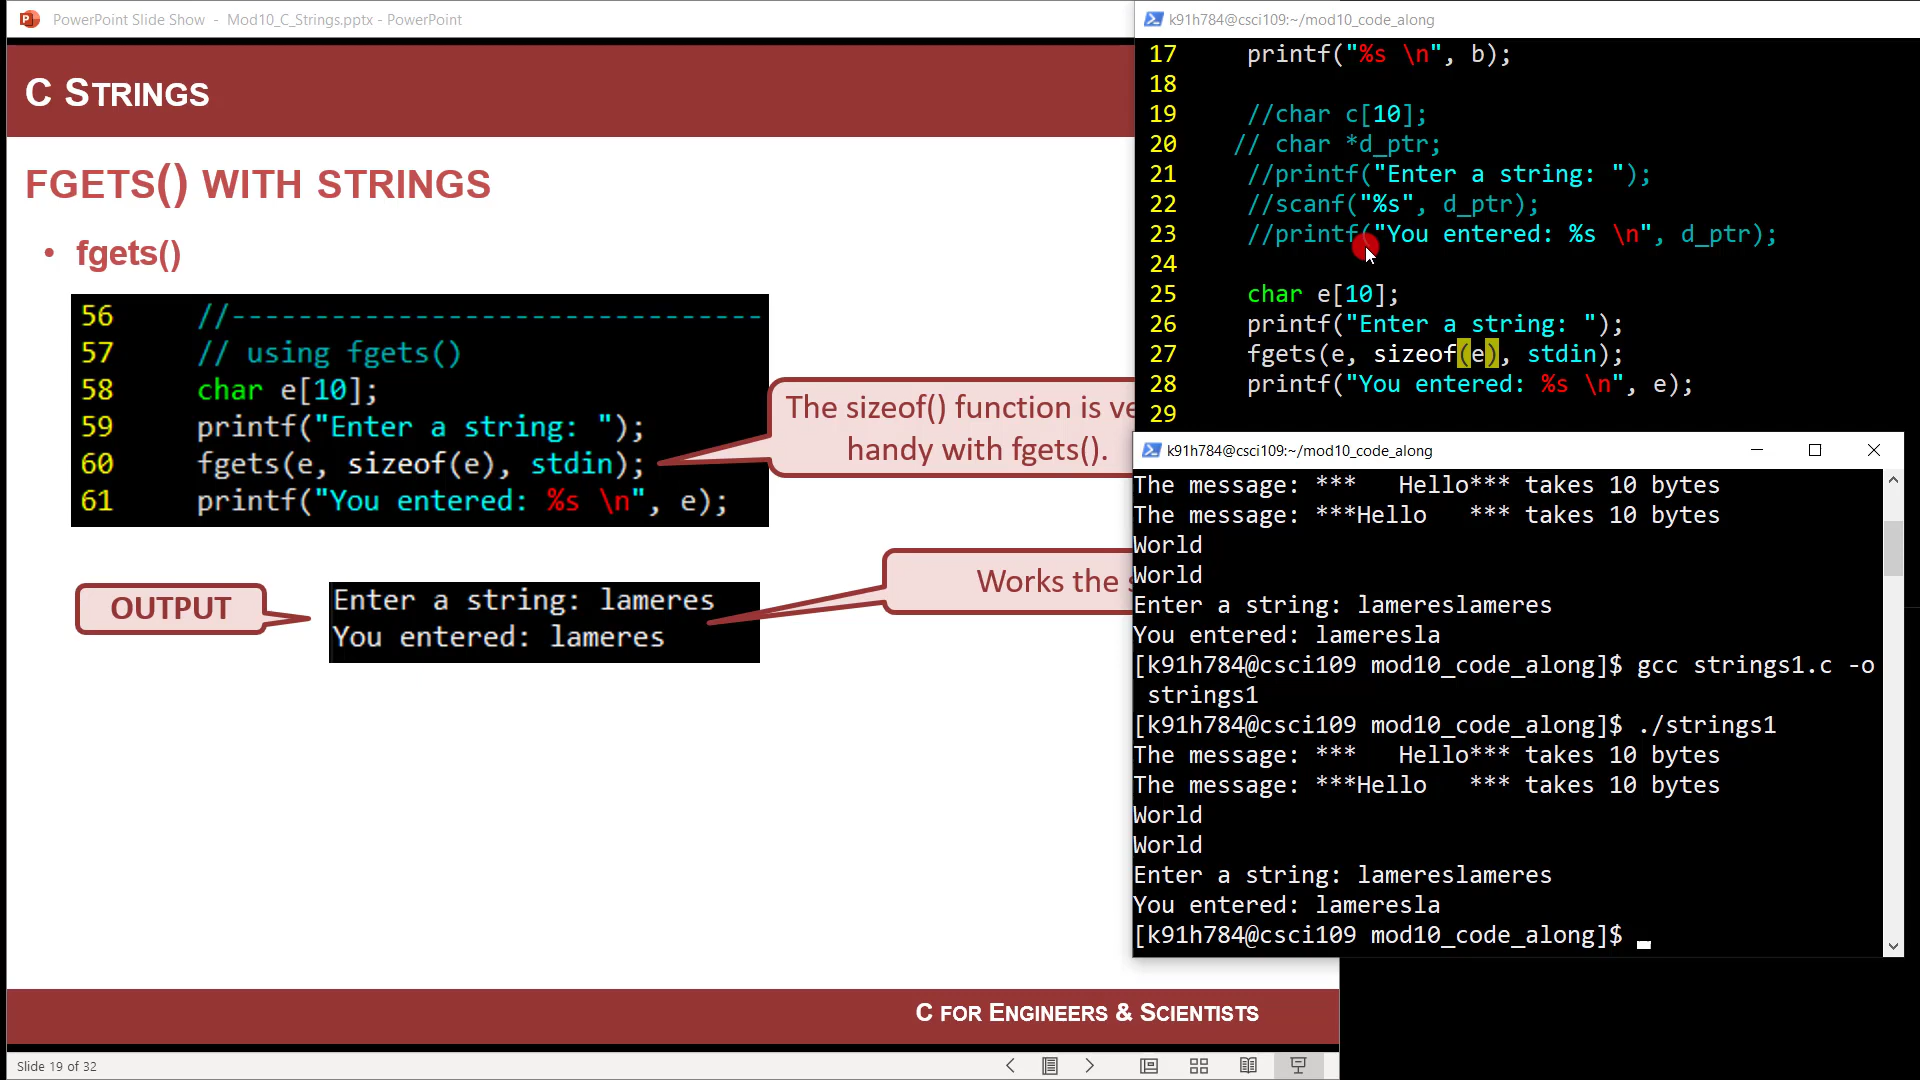 PowerPoint Slide Show - Mod10_C_Strings.pptx - PowerPoint
C STRINGS
FGETS() WITH STRINGS
• fgets()
56 //--------------------------------
57 // using fgets()
58 char e[10];
59 printf("Enter a string: ");
60 fgets(e, sizeof(e), stdin);
61 printf("You entered: %s \n", e);
The sizeof() function is ve
handy with fgets().
OUTPUT
Enter a string: lameres
You entered: lameres
Works the s
C FOR ENGINEERS & SCIENTISTS
Slide 19 of 32
k91h784@csci109:~/mod10_code_along
17 printf("%s \n", b);
18
19 //char c[10];
20 // char *d_ptr;
21 //printf("Enter a string: ");
22 //scanf("%s", d_ptr);
23 //printf("You entered: %s \n", d_ptr);
24
25 char e[10];
26 printf("Enter a string: ");
27 fgets(e, sizeof(e), stdin);
28 printf("You entered: %s \n", e);
29
k91h784@csci109:~/mod10_code_along
The message: ***   Hello*** takes 10 bytes
The message: ***Hello   *** takes 10 bytes
World
World
Enter a string: lamereslameres
You entered: lameresla
[k91h784@csci109 mod10_code_along]$ gcc strings1.c -o
strings1
[k91h784@csci109 mod10_code_along]$ ./strings1
The message: ***   Hello*** takes 10 bytes
The message: ***Hello   *** takes 10 bytes
World
World
Enter a string: lamereslameres
You entered: lameresla
[k91h784@csci109 mod10_code_along]$